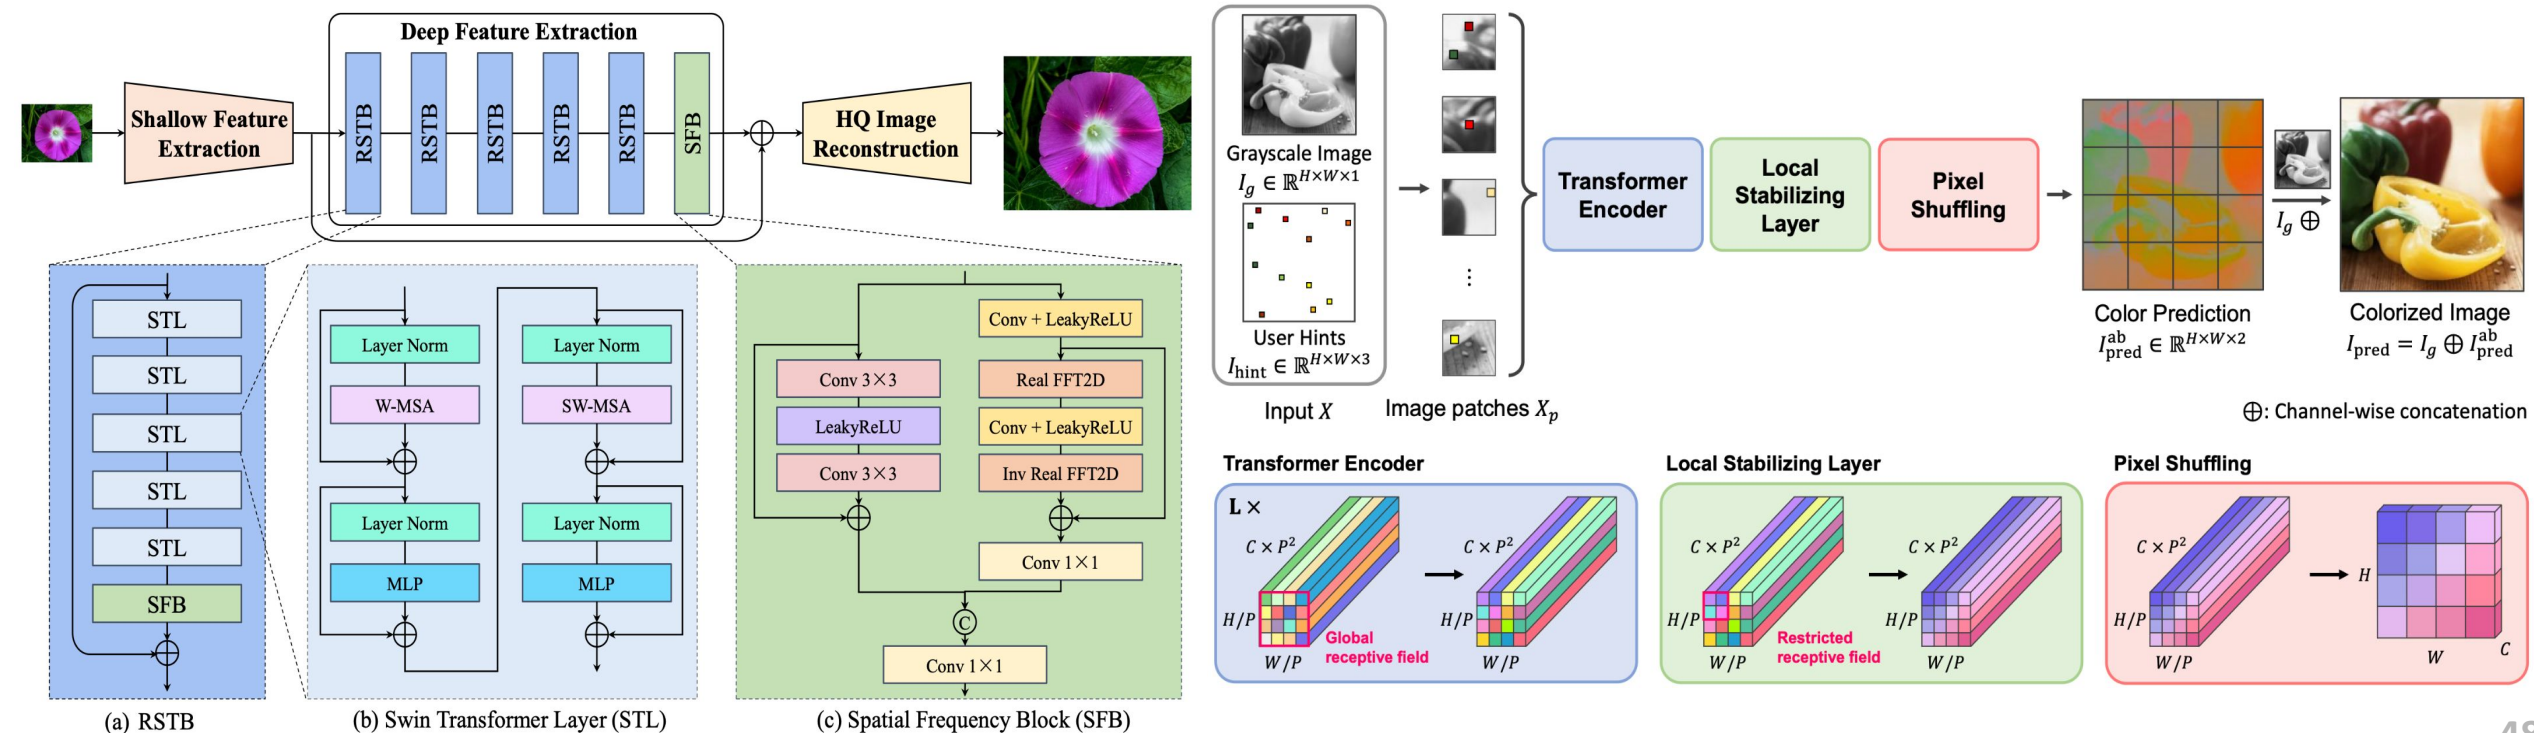 Deep Feature Extraction
Shallow Feature
Extraction
RSTB
RSTB
RSTB
RSTB
RSTB
SFB
⊕
HQ Image
Reconstruction
STL
STL
STL
STL
STL
SFB
(a) RSTB
Layer Norm
W-MSA
Layer Norm
MLP
Layer Norm
SW-MSA
Layer Norm
MLP
(b) Swin Transformer Layer (STL)
Conv 3×3
LeakyReLU
Conv 3×3
Conv + LeakyReLU
Real FFT2D
Conv + LeakyReLU
Inv Real FFT2D
Conv 1×1
C
Conv 1×1
(c) Spatial Frequency Block (SFB)
Grayscale Image
I_g ∈ ℝ^{H×W×1}
User Hints
I_hint ∈ ℝ^{H×W×3}
Input X
Image patches X_p
Transformer
Encoder
Local
Stabilizing
Layer
Pixel
Shuffling
Color Prediction
I_pred^ab ∈ ℝ^{H×W×2}
I_g ⊕
Colorized Image
I_pred = I_g ⊕ I_pred^ab
⊕: Channel-wise concatenation
Transformer Encoder
L ×
C × P²
H/P
W/P
Global
receptive field
C × P²
H/P
W/P
Local Stabilizing Layer
C × P²
H/P
W/P
Restricted
receptive field
C × P²
H/P
W/P
Pixel Shuffling
C × P²
H/P
W/P
H
W
C